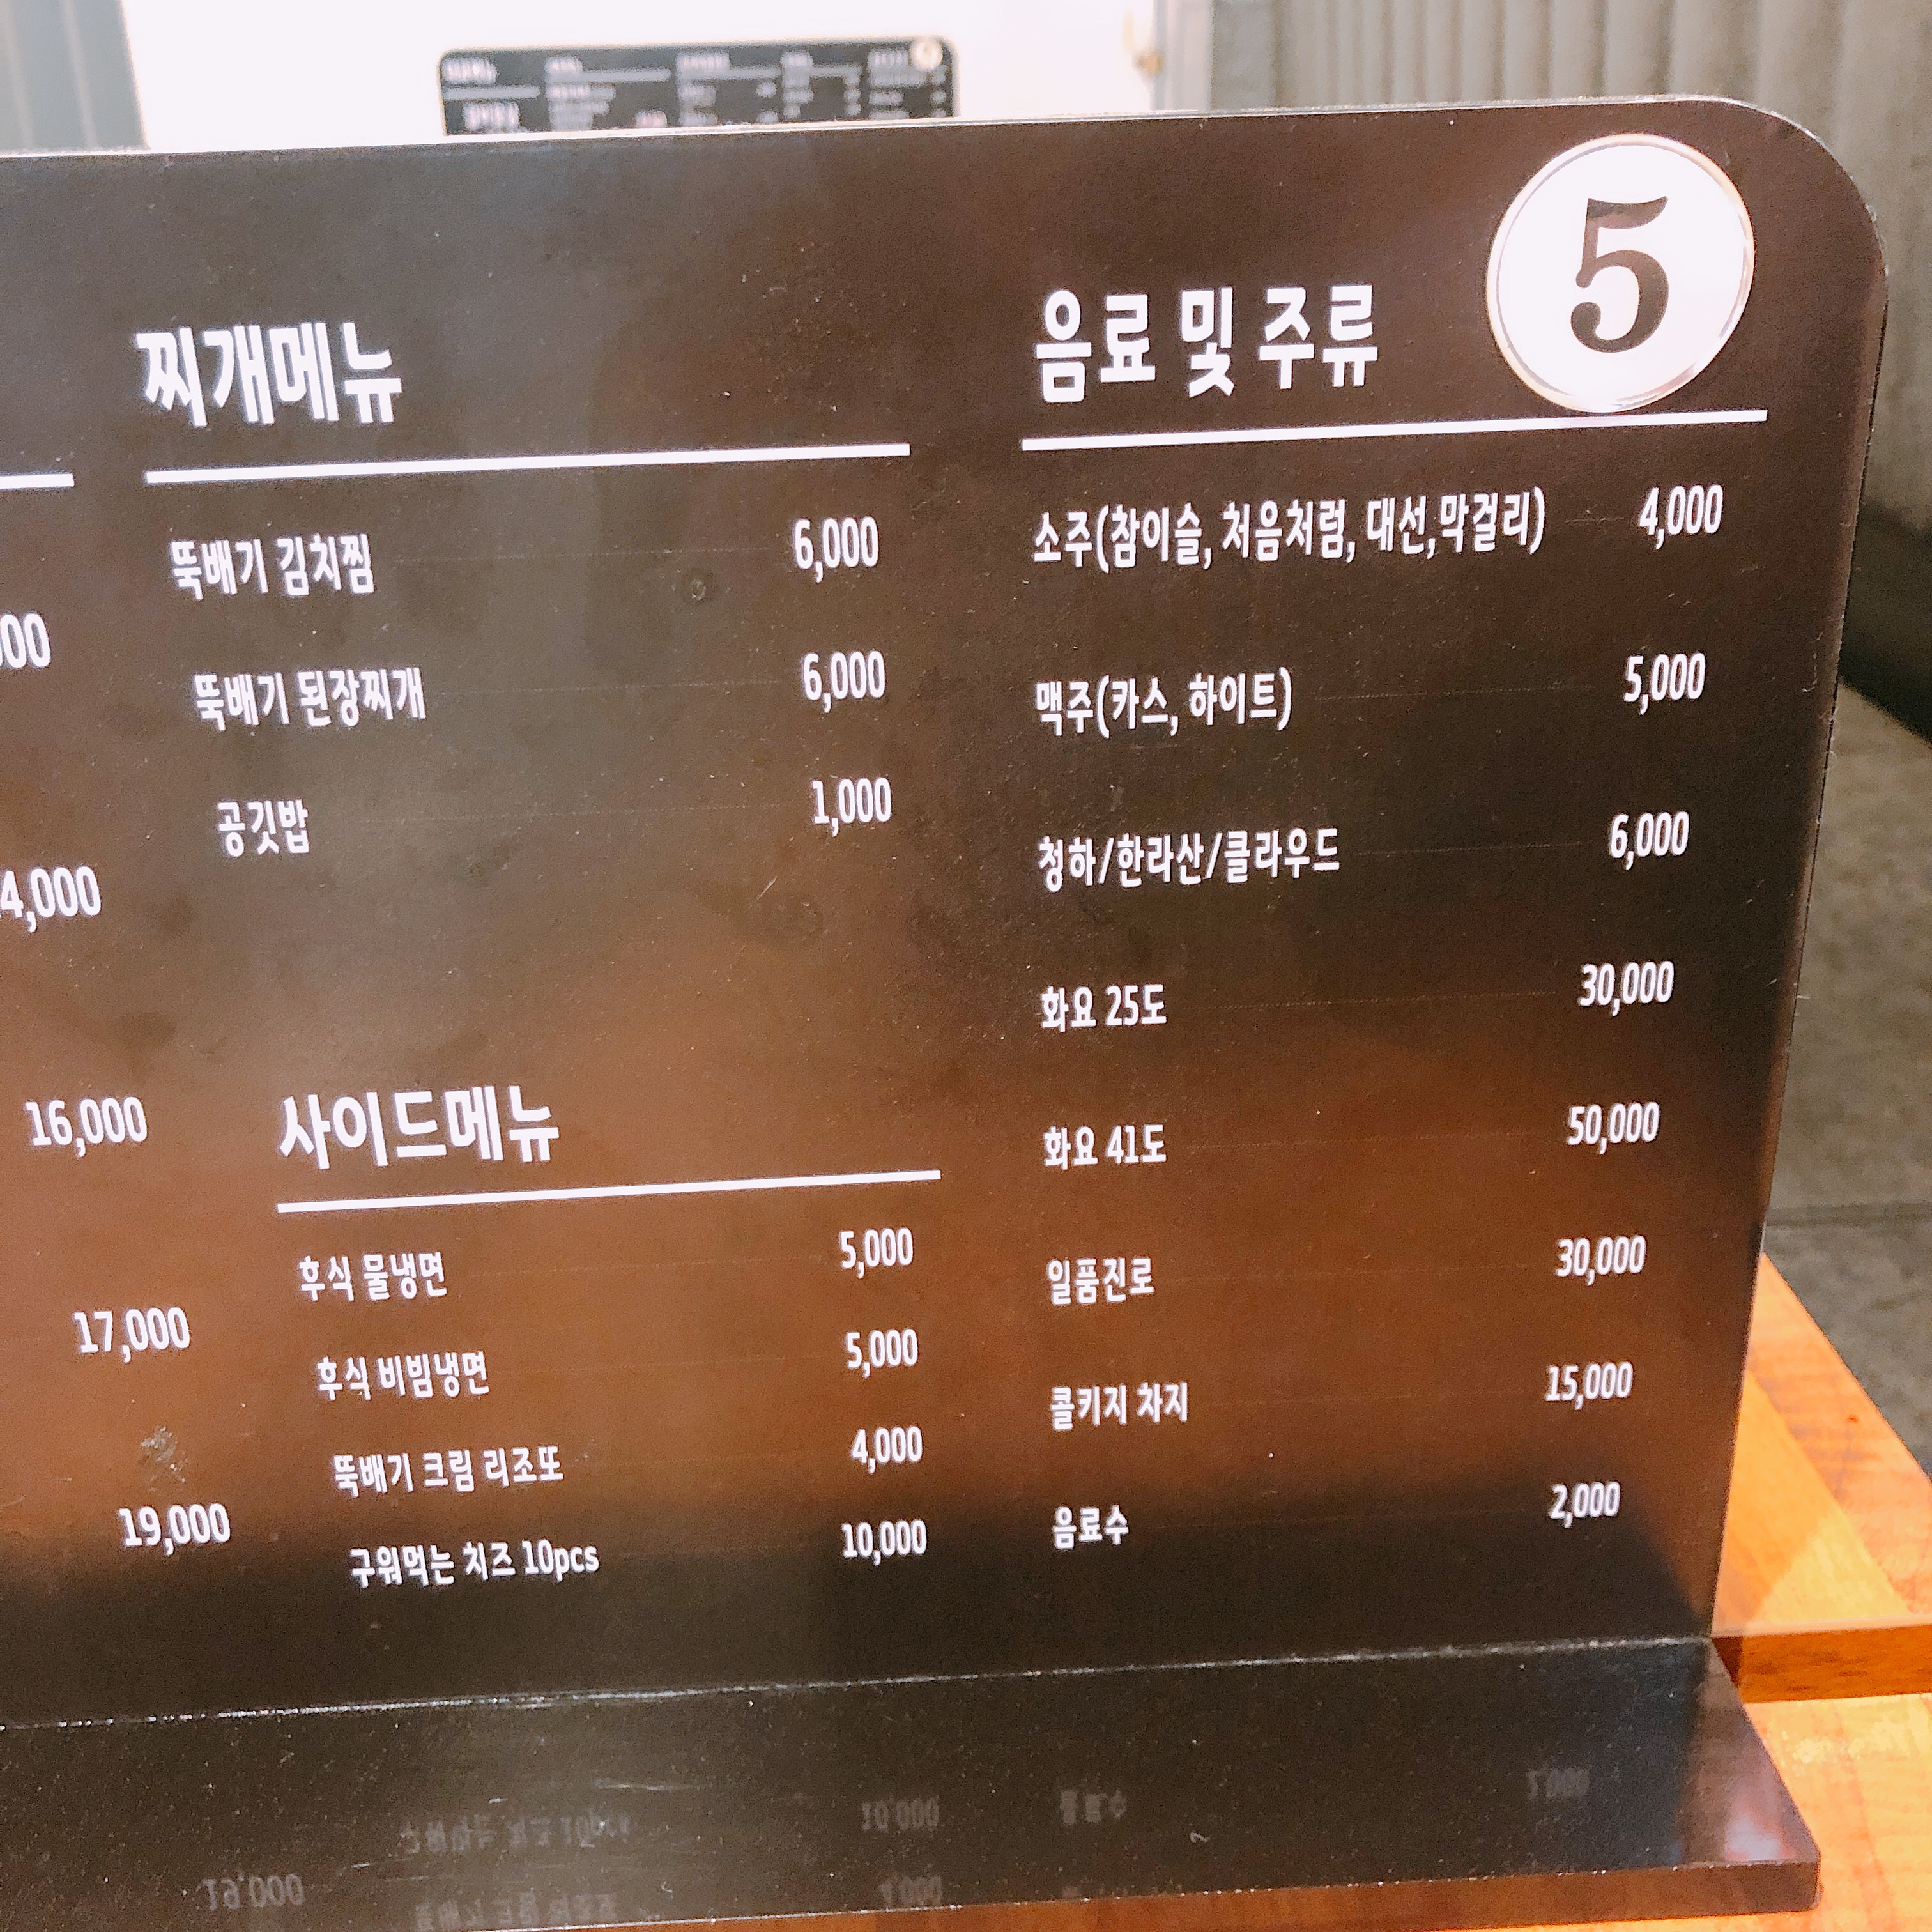 5
찌개메뉴
뚝배기 김치찜 6,000
뚝배기 된장찌개 6,000
공깃밥 1,000
사이드메뉴
후식 물냉면 5,000
후식 비빔냉면 5,000
뚝배기 크림 리조또 4,000
구워먹는 치즈 10pcs 10,000
음료 및 주류
소주(참이슬, 처음처럼, 대선,막걸리) 4,000
맥주(카스, 하이트) 5,000
청하/한라산/클라우드 6,000
화요 25도 30,000
화요 41도 50,000
일품진로 30,000
콜키지 차지 15,000
음료수 2,000
16,000
17,000
19,000